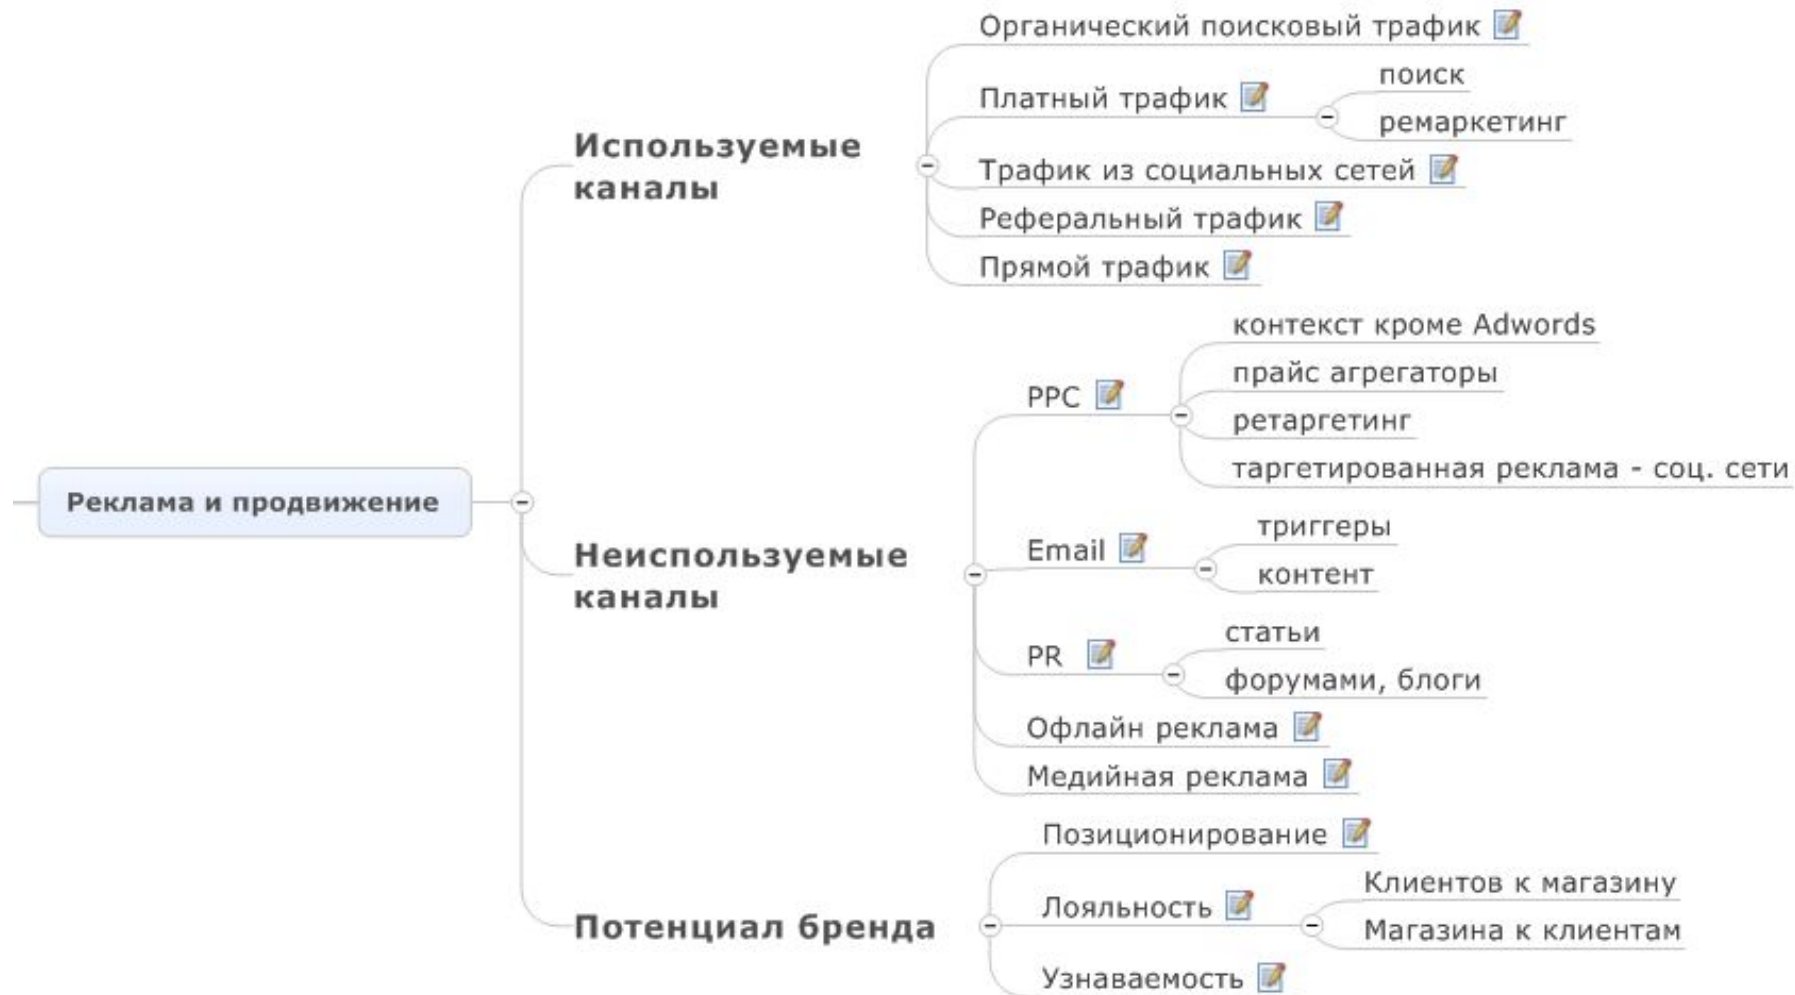 Реклама и продвижение
Используемые
каналы
Органический поисковый трафик
Платный трафик
поиск
ремаркетинг
Трафик из социальных сетей
Реферальный трафик
Прямой трафик
Неиспользуемые
каналы
PPC
контекст кроме Adwords
прайс агрегаторы
ретаргетинг
таргетированная реклама - соц. сети
Email
триггеры
контент
PR
статьи
форумами, блоги
Офлайн реклама
Медийная реклама
Потенциал бренда
Позиционирование
Лояльность
Клиентов к магазину
Магазина к клиентам
Узнаваемость